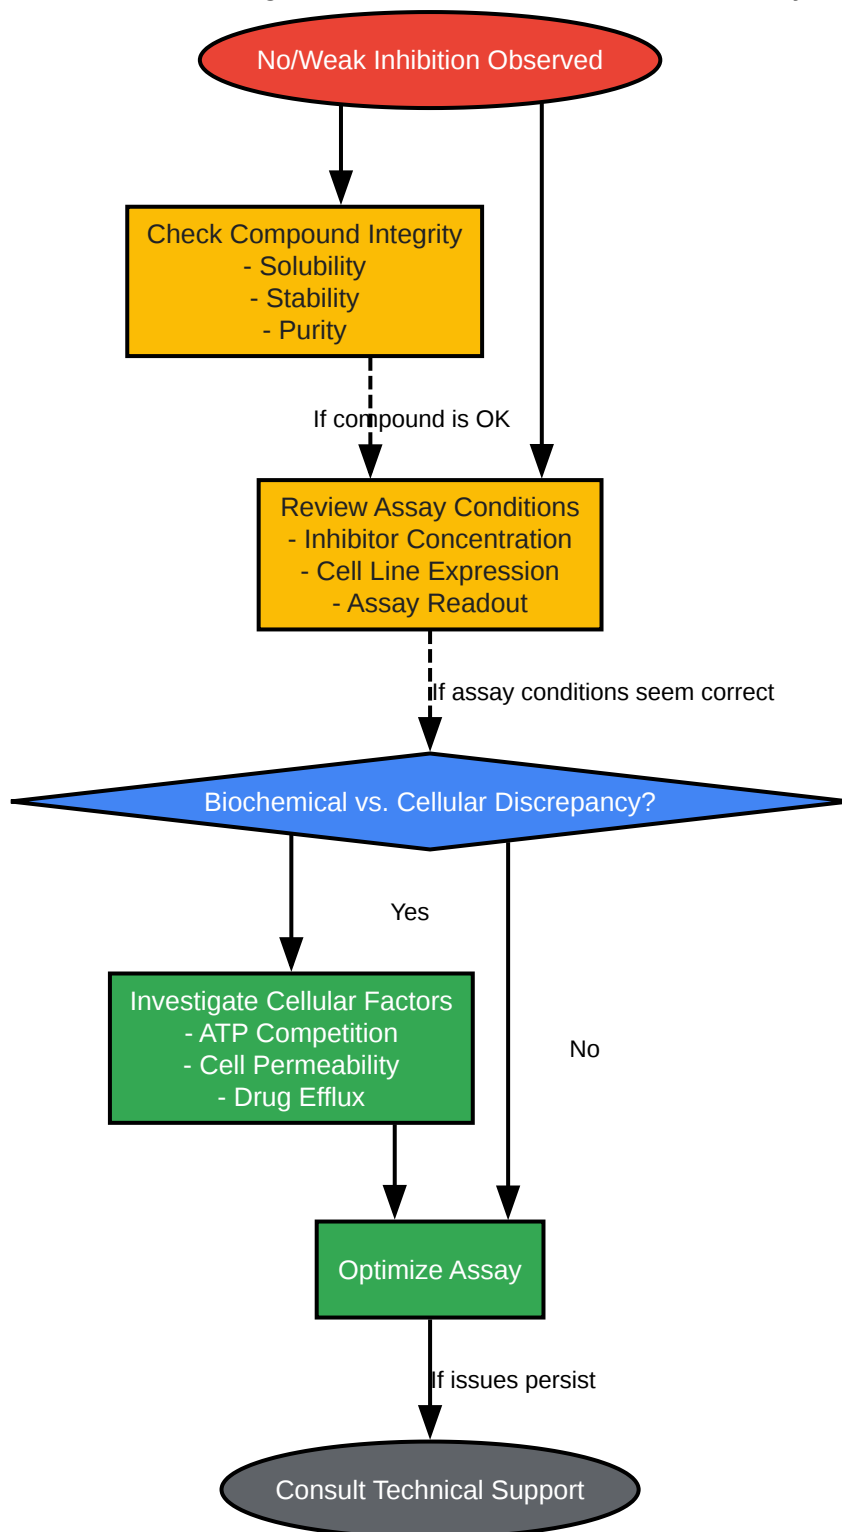 No/Weak Inhibition Observed
Check Compound Integrity
- Solubility
- Stability
- Purity
If compound is OK
Review Assay Conditions
- Inhibitor Concentration
- Cell Line Expression
- Assay Readout
If assay conditions seem correct
Biochemical vs. Cellular Discrepancy?
Yes
Investigate Cellular Factors
- ATP Competition
- Cell Permeability
- Drug Efflux
No
Optimize Assay
If issues persist
Consult Technical Support